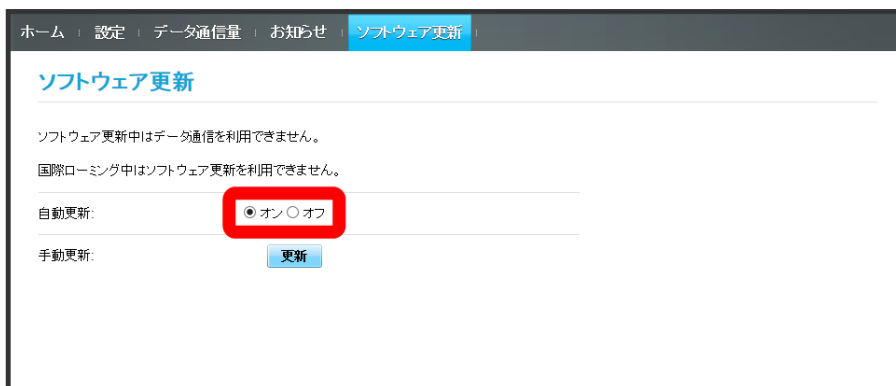 ホーム 設定 データ通信量 お知らせ ソフトウェア更新
ソフトウェア更新
ソフトウェア更新中はデータ通信を利用できません。
国際ローミング中はソフトウェア更新を利用できません。
自動更新: オン オフ
手動更新: 更新